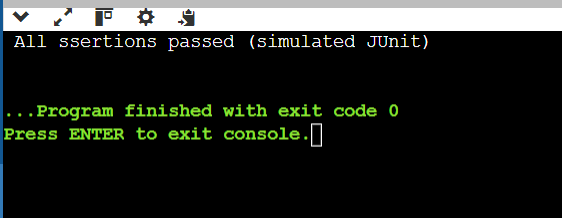 All ssertions passed (simulated JUnit)
...Program finished with exit code 0
Press ENTER to exit console.